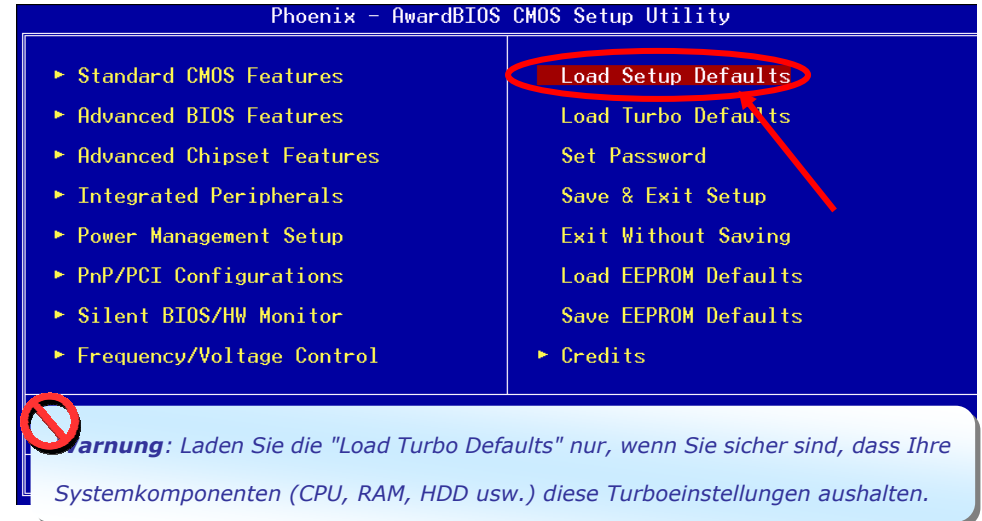 Phoenix - AwardBIOS CMOS Setup Utility
► Standard CMOS Features
► Advanced BIOS Features
► Advanced Chipset Features
► Integrated Peripherals
► Power Management Setup
► PnP/PCI Configurations
► Silent BIOS/HW Monitor
► Frequency/Voltage Control
Load Setup Defaults
Load Turbo Defaults
Set Password
Save & Exit Setup
Exit Without Saving
Load EEPROM Defaults
Save EEPROM Defaults
► Credits
Warnung: Laden Sie die "Load Turbo Defaults" nur, wenn Sie sicher sind, dass Ihre
Systemkomponenten (CPU, RAM, HDD usw.) diese Turboeinstellungen aushalten.